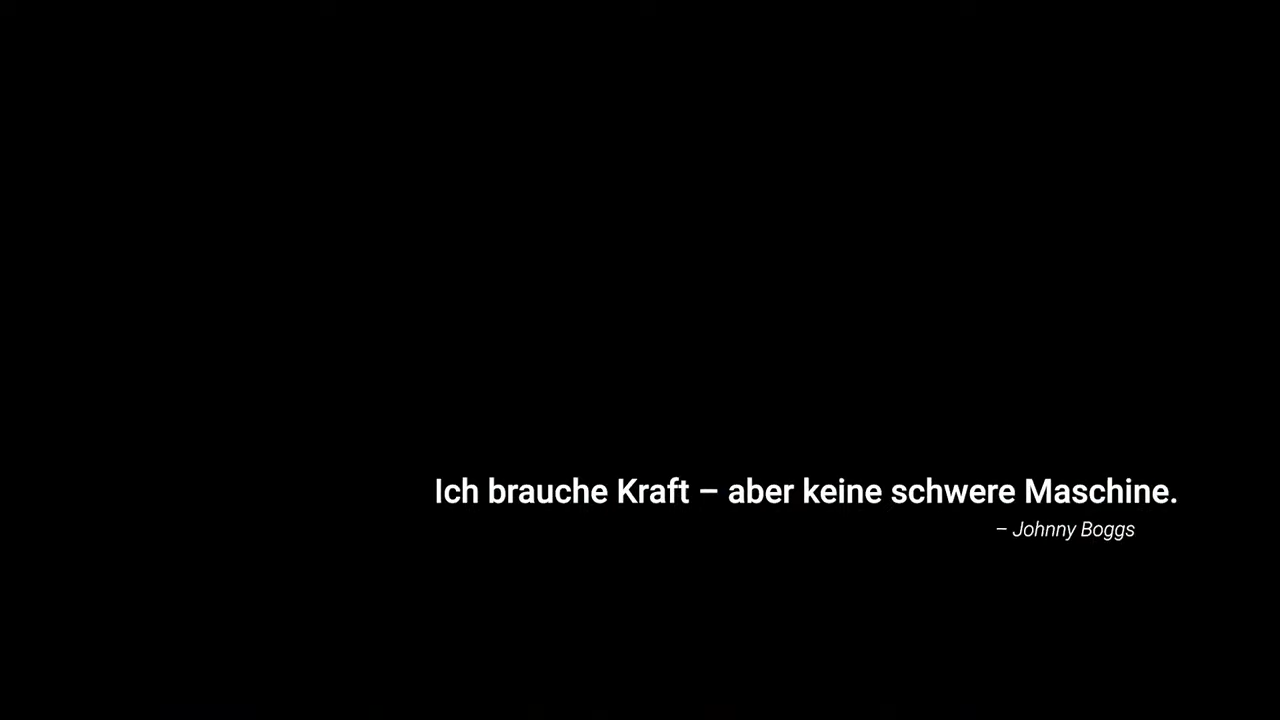 Ich brauche Kraft – aber keine schwere Maschine.
– Johnny Boggs